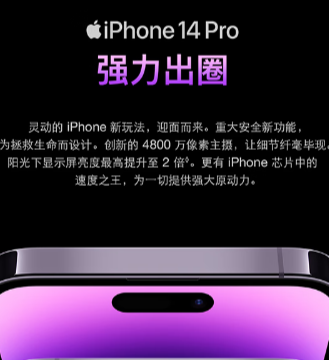 iPhone 14 Pro
强力出圈
灵动的 iPhone 新玩法，迎面而来。重大安全新功能，
为拯救生命而设计。创新的 4800 万像素主摄，让细节纤毫毕现。
阳光下显示屏亮度最高提升至 2 倍◊。更有 iPhone 芯片中的
速度之王，为一切提供强大原动力。